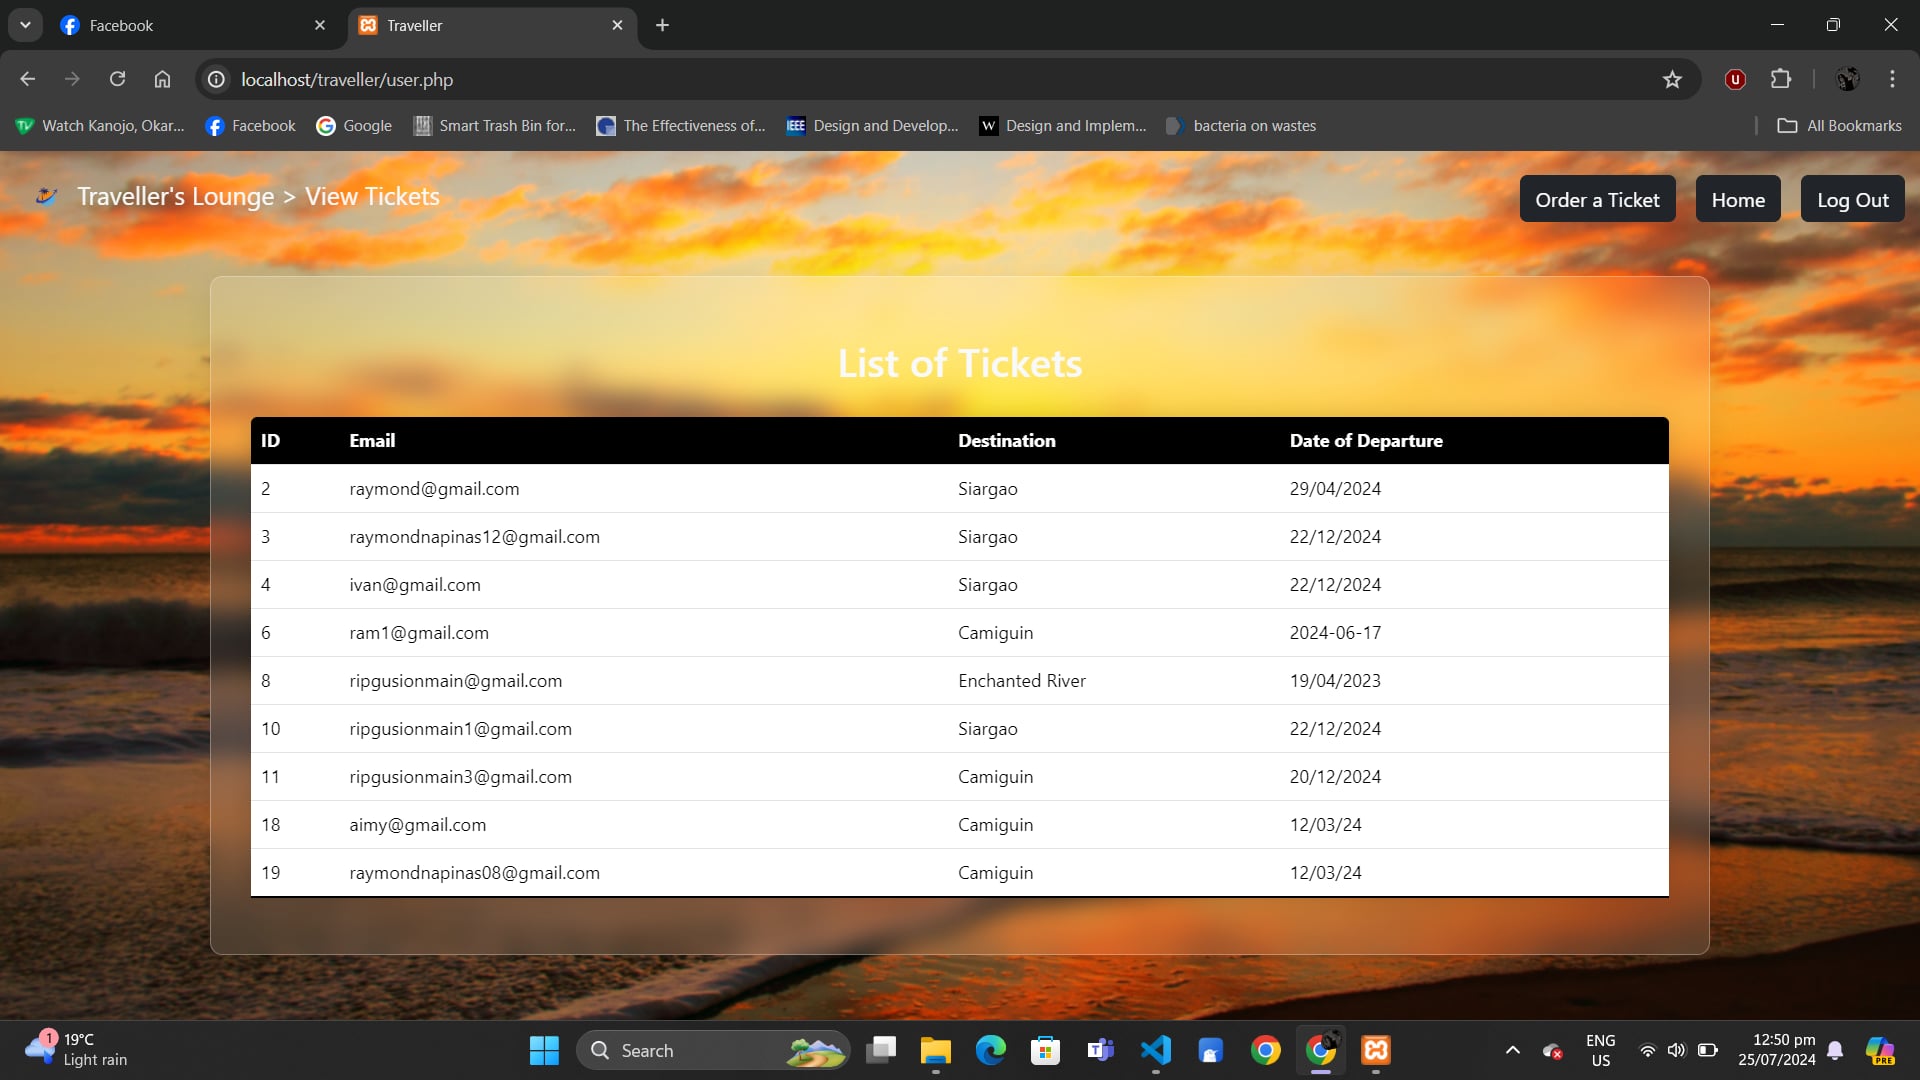 Facebook
Traveller
localhost/traveller/user.php
Watch Kanojo, Okar... Facebook Google Smart Trash Bin for... The Effectiveness of... IEEE Design and Develop... W Design and Implem... bacteria on wastes All Bookmarks
Traveller's Lounge > View Tickets
Order a Ticket Home Log Out
List of Tickets
ID Email Destination Date of Departure
2 raymond@gmail.com Siargao 29/04/2024
3 raymondnapinas12@gmail.com Siargao 22/12/2024
4 ivan@gmail.com Siargao 22/12/2024
6 ram1@gmail.com Camiguin 2024-06-17
8 ripgusionmain@gmail.com Enchanted River 19/04/2023
10 ripgusionmain1@gmail.com Siargao 22/12/2024
11 ripgusionmain3@gmail.com Camiguin 20/12/2024
18 aimy@gmail.com Camiguin 12/03/24
19 raymondnapinas08@gmail.com Camiguin 12/03/24
1 19°C
Light rain
Search
ENG
US
12:50 pm
25/07/2024
PRE